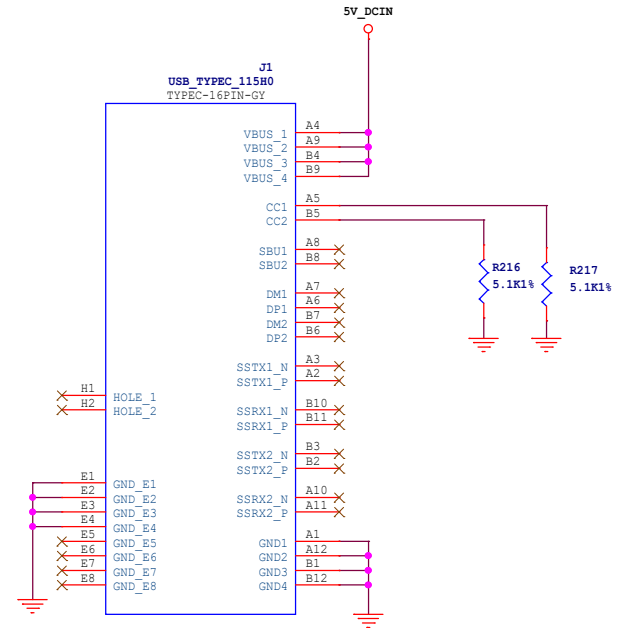 5V_DCIN
J1
USB_TYPEC_115H0
TYPEC-16PIN-GY
VBUS_1 A4
VBUS_2 A9
VBUS_3 B4
VBUS_4 B9
CC1 A5
CC2 B5
SBU1 A8
SBU2 B8
R216
5.1K1%
R217
5.1K1%
DM1 A7
DP1 A6
DM2 B7
DP2 B6
SSTX1_N A3
SSTX1_P A2
H1 HOLE_1
H2 HOLE_2
SSRX1_N B10
SSRX1_P B11
SSTX2_N B3
SSTX2_P B2
E1 GND_E1
E2 GND_E2
E3 GND_E3
E4 GND_E4
E5 GND_E5
E6 GND_E6
E7 GND_E7
E8 GND_E8
SSRX2_N A10
SSRX2_P A11
GND1 A1
GND2 A12
GND3 B1
GND4 B12